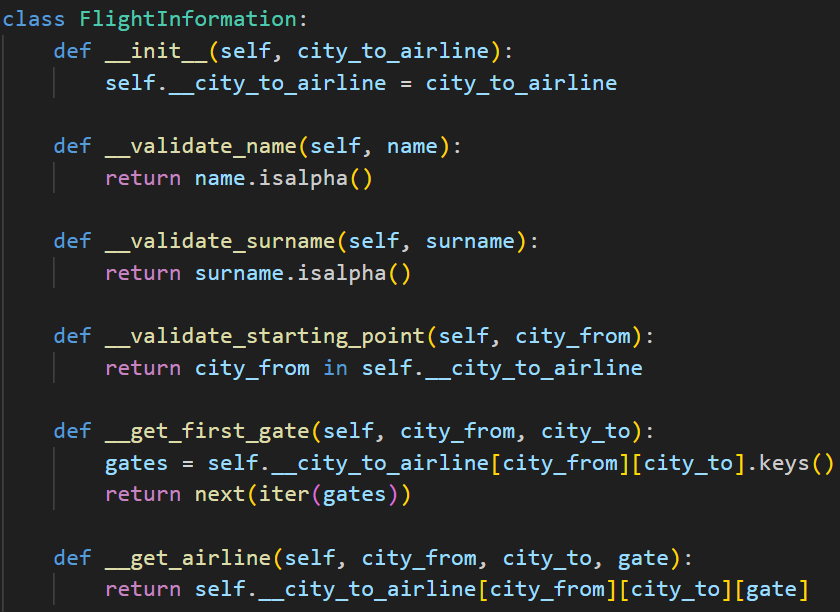 class FlightInformation:
    def __init__(self, city_to_airline):
        self.__city_to_airline = city_to_airline

    def __validate_name(self, name):
        return name.isalpha()

    def __validate_surname(self, surname):
        return surname.isalpha()

    def __validate_starting_point(self, city_from):
        return city_from in self.__city_to_airline

    def __get_first_gate(self, city_from, city_to):
        gates = self.__city_to_airline[city_from][city_to].keys()
        return next(iter(gates))

    def __get_airline(self, city_from, city_to, gate):
        return self.__city_to_airline[city_from][city_to][gate]